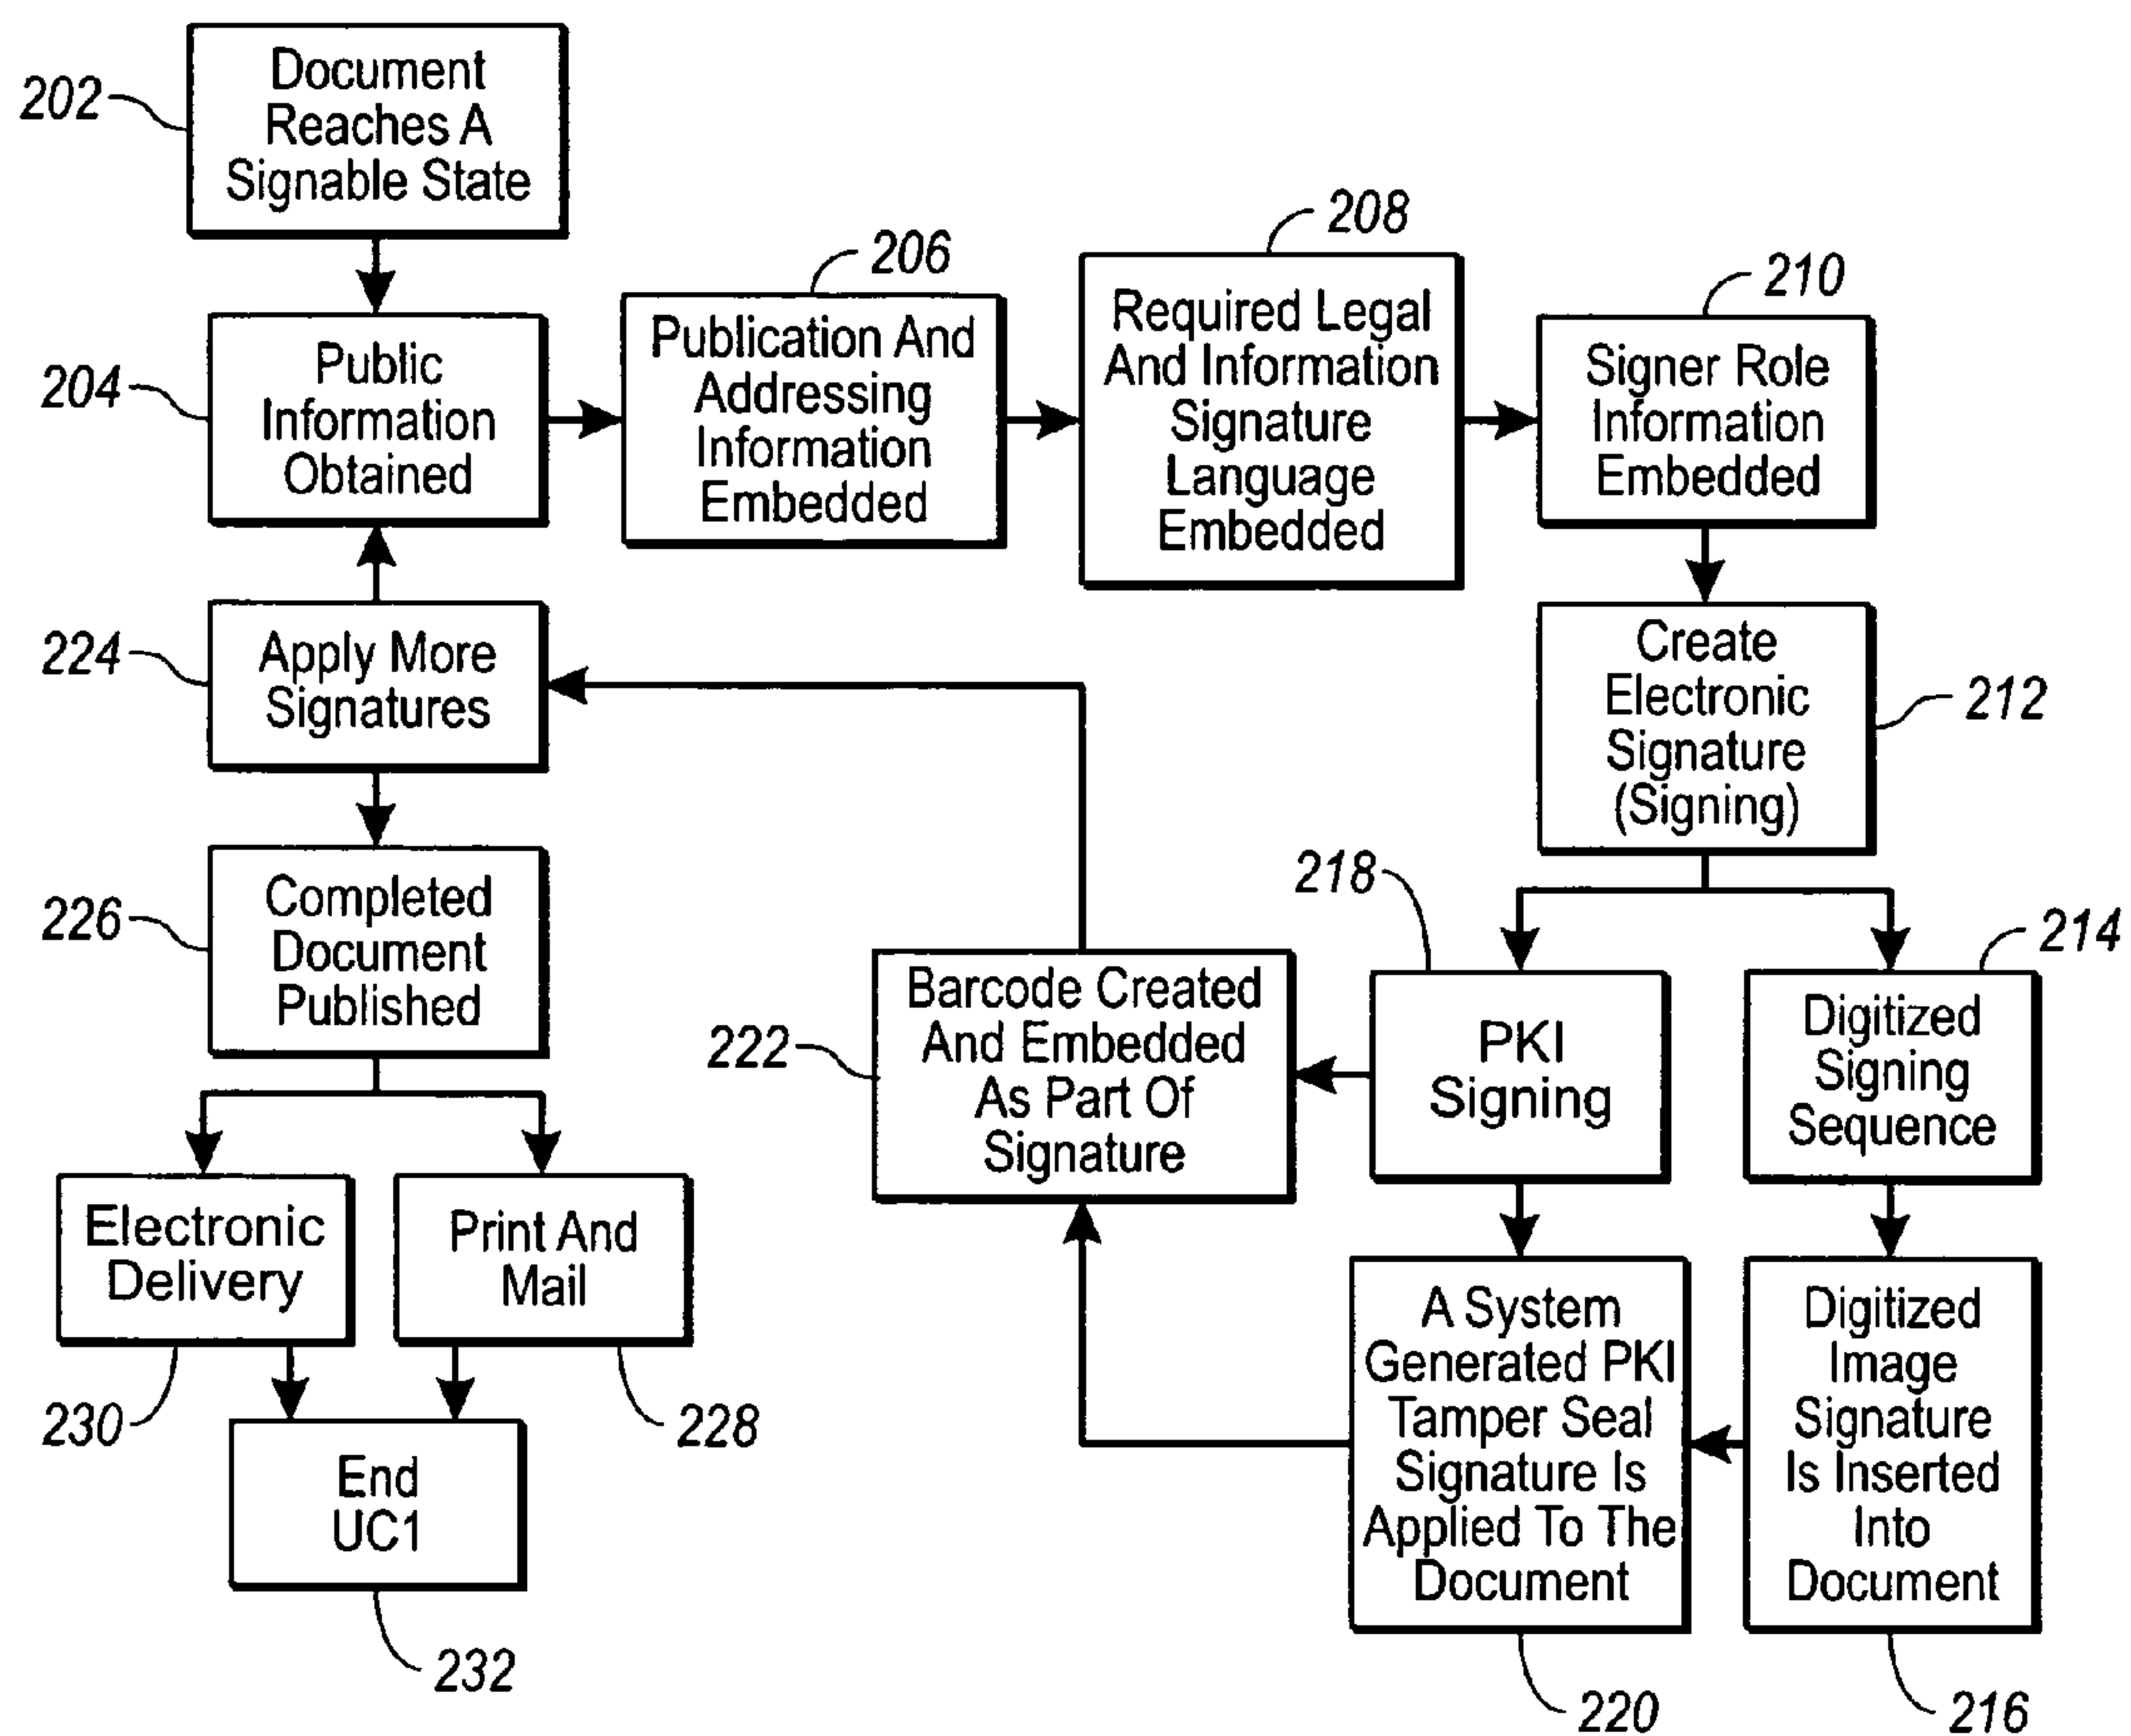 202
Document
Reaches A
Signable State
204
Public
Information
Obtained
206
Publication And
Addressing
Information
Embedded
208
Required Legal
And Information
Signature
Language
Embedded
210
Signer Role
Information
Embedded
212
Create
Electronic
Signature
(Signing)
214
Digitized
Signing
Sequence
216
Digitized
Image
Signature
Is Inserted
Into
Document
218
PKI
Signing
220
A System
Generated PKI
Tamper Seal
Signature Is
Applied To The
Document
222
Barcode Created
And Embedded
As Part Of
Signature
224
Apply More
Signatures
226
Completed
Document
Published
230
Electronic
Delivery
228
Print And
Mail
End
UC1
232